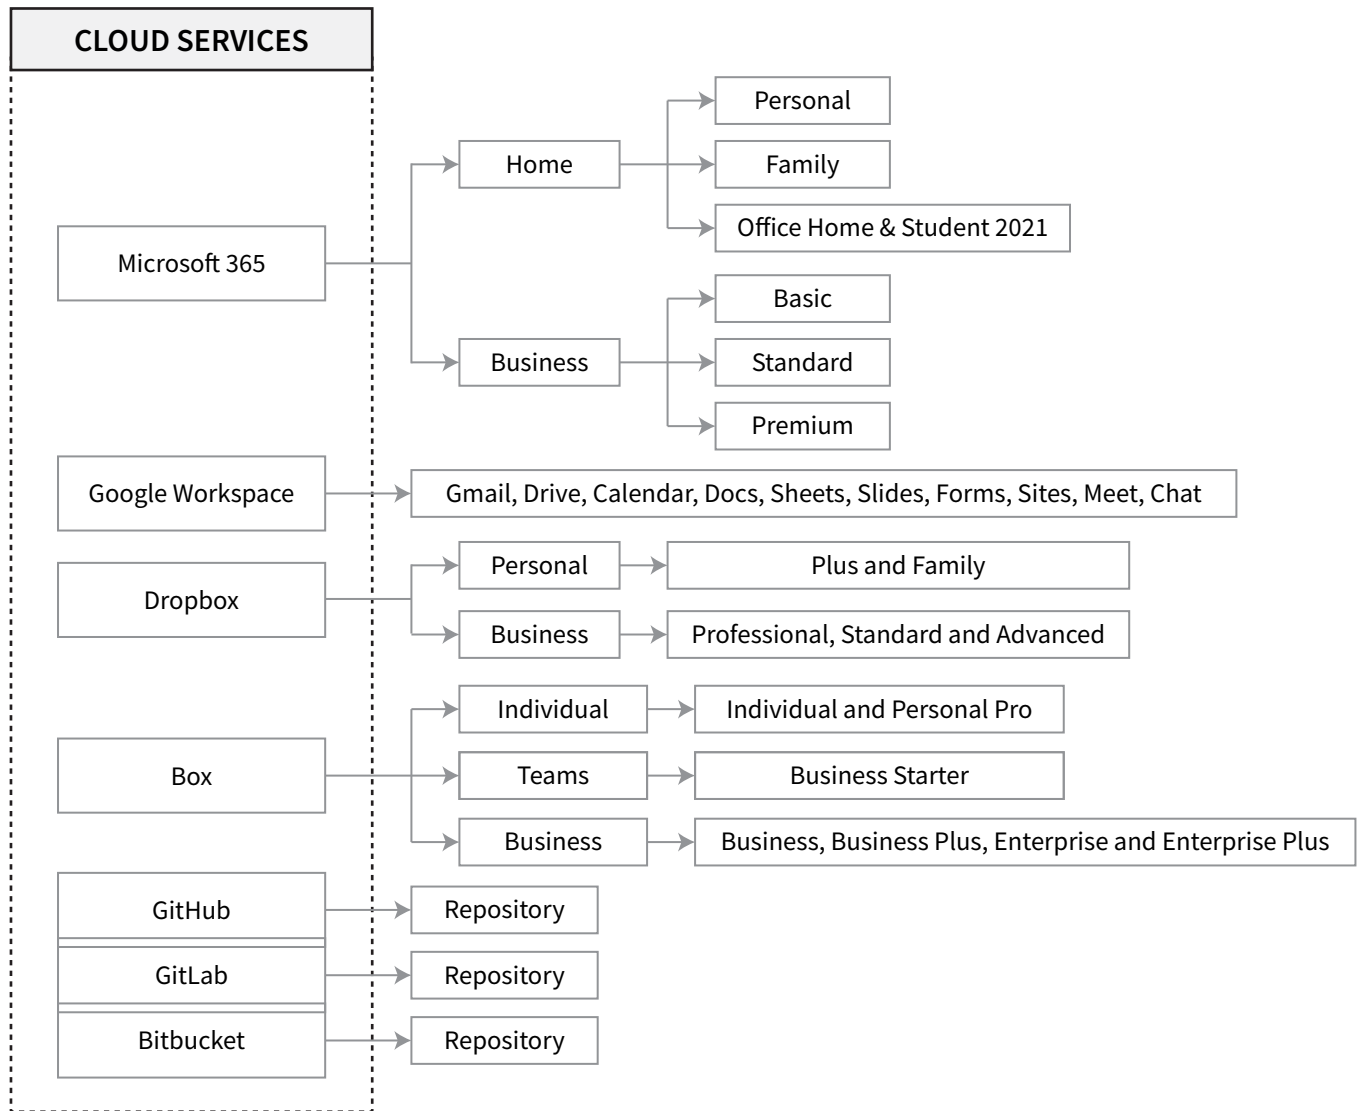 CLOUD SERVICES
Microsoft 365
Home
Personal
Family
Office Home & Student 2021
Business
Basic
Standard
Premium
Google Workspace
Gmail, Drive, Calendar, Docs, Sheets, Slides, Forms, Sites, Meet, Chat
Dropbox
Personal
Plus and Family
Business
Professional, Standard and Advanced
Box
Individual
Individual and Personal Pro
Teams
Business Starter
Business
Business, Business Plus, Enterprise and Enterprise Plus
GitHub
Repository
GitLab
Repository
Bitbucket
Repository